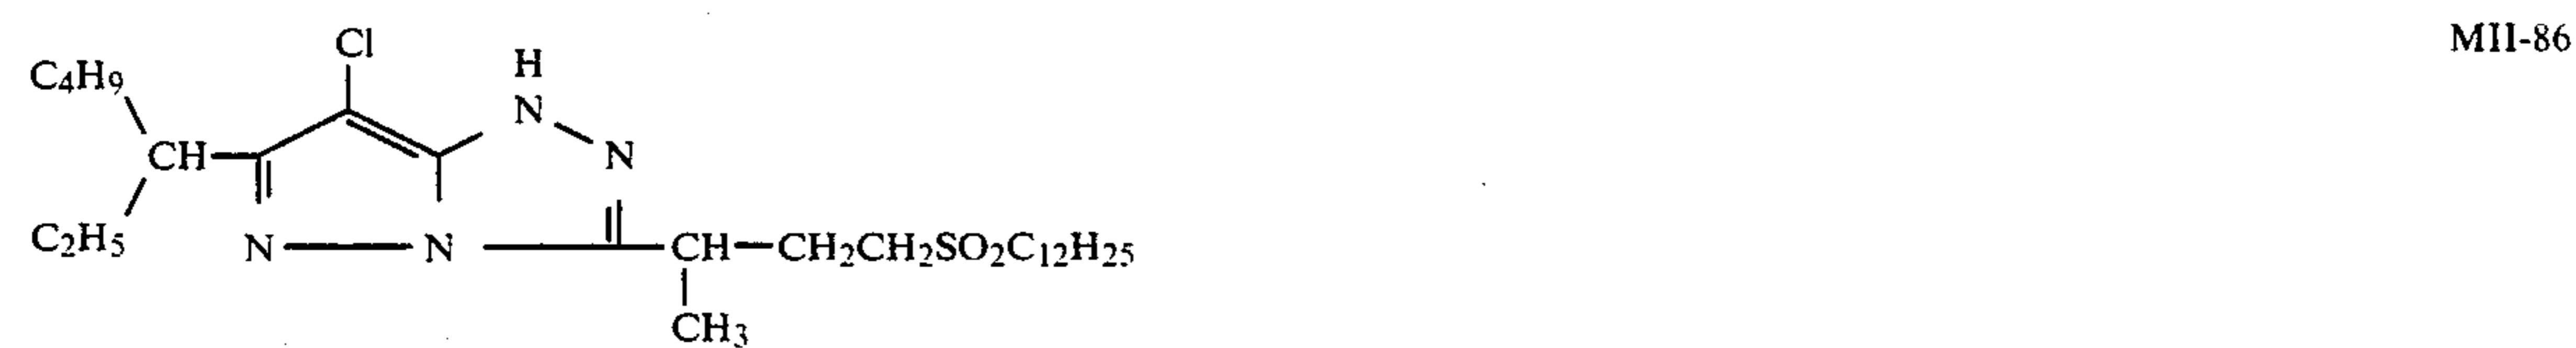 Cl
MII-86
H
C₄H₉
N
CH
N
C₂H₅
N
N
CH—CH₂CH₂SO₂C₁₂H₂₅
CH₃